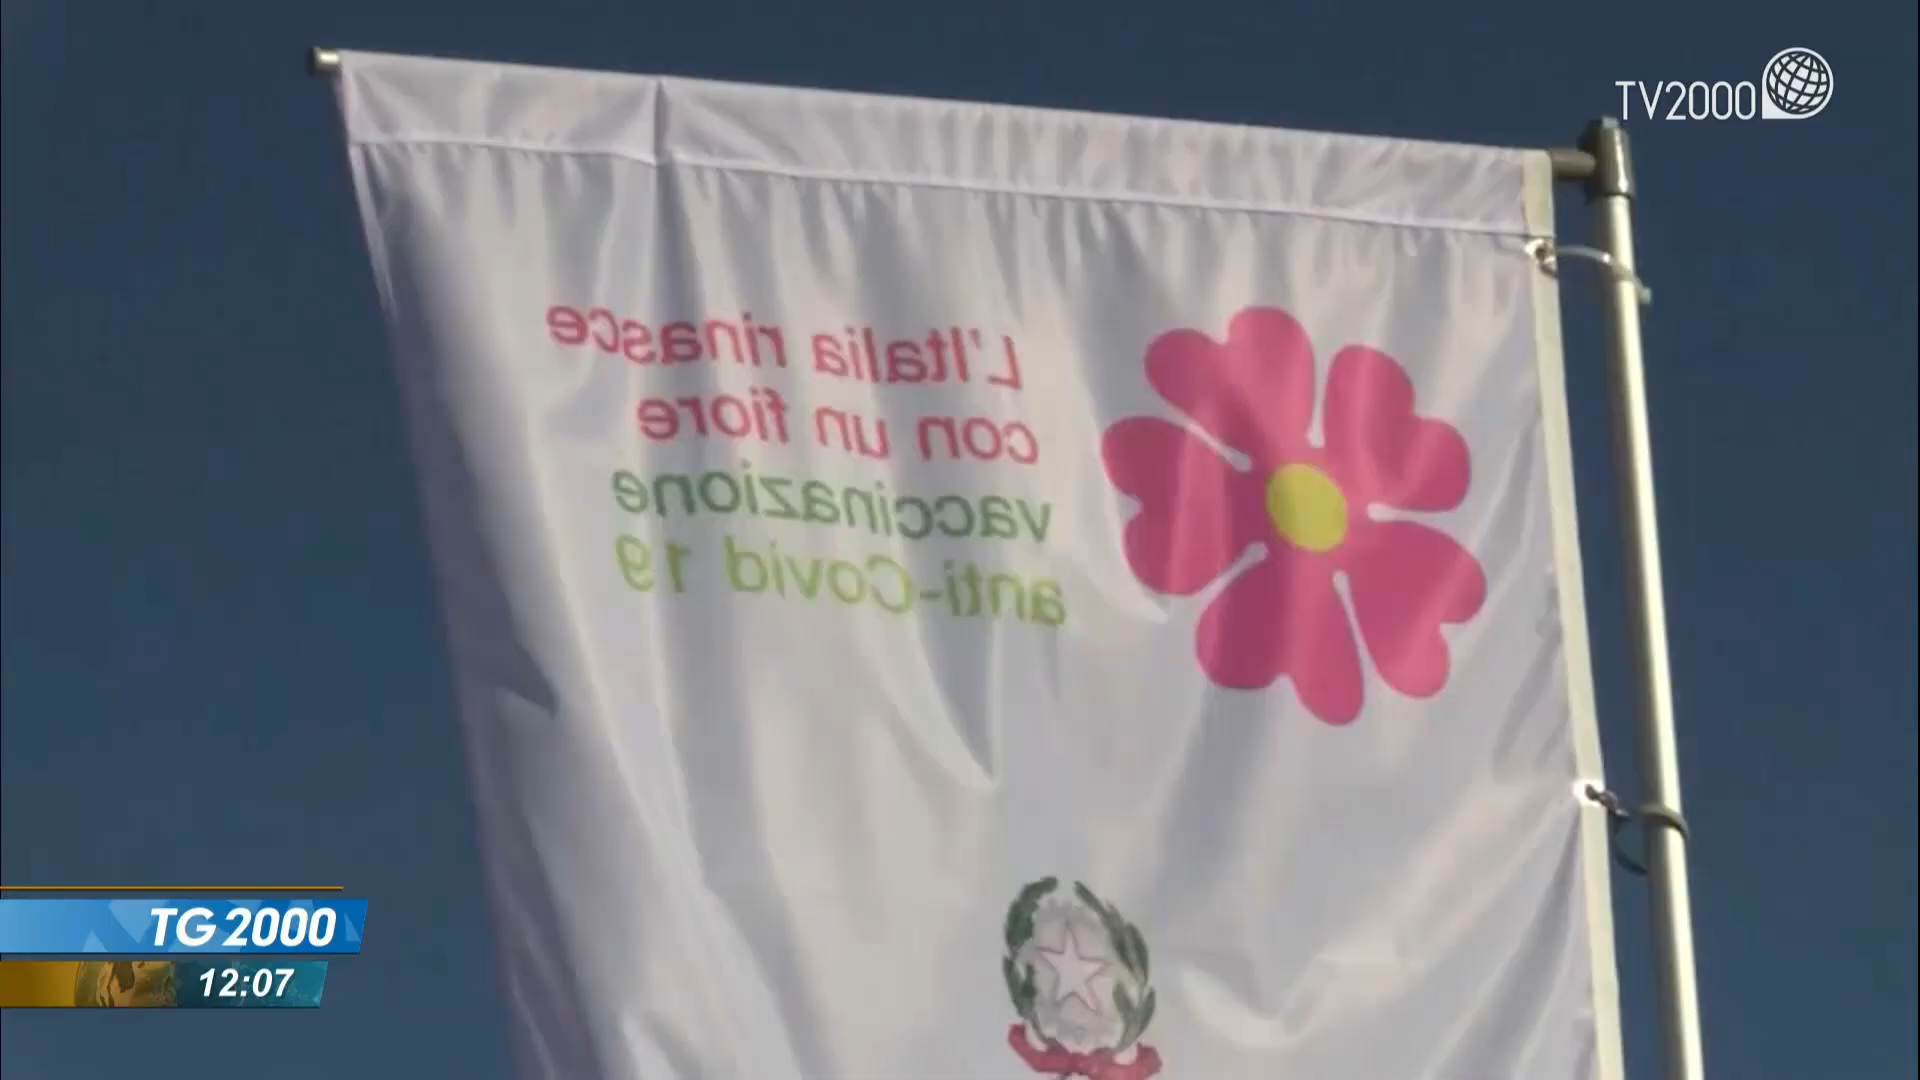 TV2000
L'Italia rinasce
con un fiore
vaccinazione
anti-Covid 19
TG 2000
12:07